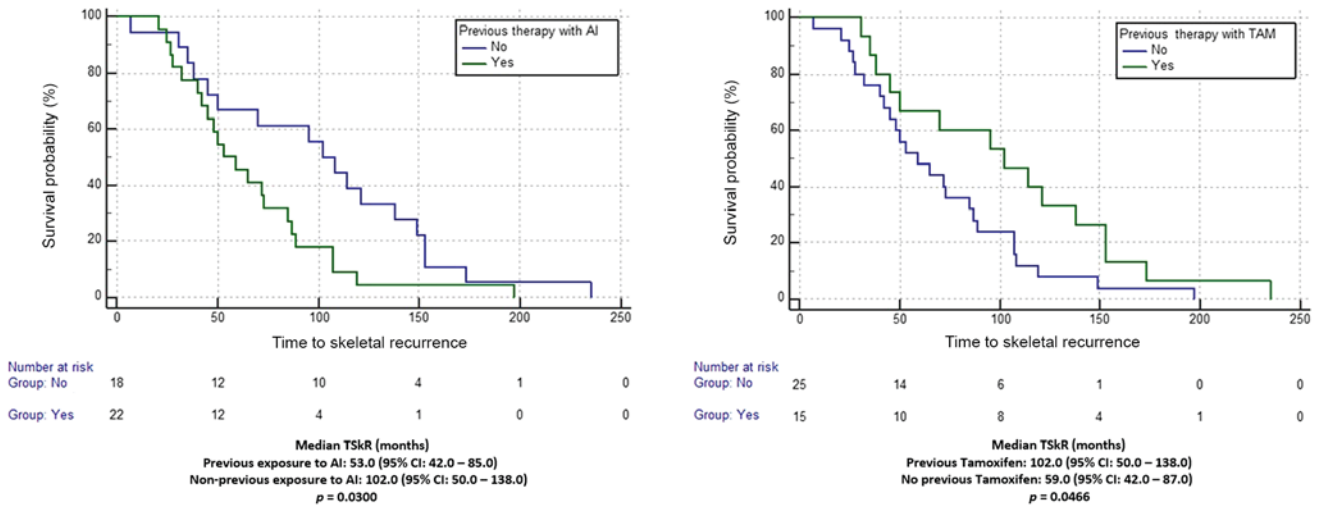 Previous therapy with AI
No
Yes
100
80
60
40
20
0
Survival probability (%)
0 50 100 150 200 250
Time to skeletal recurrence
Number at risk
Group: No 18 12 10 4 1 0
Group: Yes 22 12 4 1 0 0
Median TSkR (months)
Previous exposure to AI: 53.0 (95% CI: 42.0 – 85.0)
Non-previous exposure to AI: 102.0 (95% CI: 50.0 – 138.0)
p = 0.0300
Previous therapy with TAM
No
Yes
100
80
60
40
20
0
Survival probability (%)
0 50 100 150 200 250
Time to skeletal recurrence
Number at risk
Group: No 25 14 6 1 0 0
Group: Yes 15 10 8 4 1 0
Median TSkR (months)
Previous Tamoxifen: 102.0 (95% CI: 50.0 – 138.0)
No previous Tamoxifen: 59.0 (95% CI: 42.0 – 87.0)
p = 0.0466